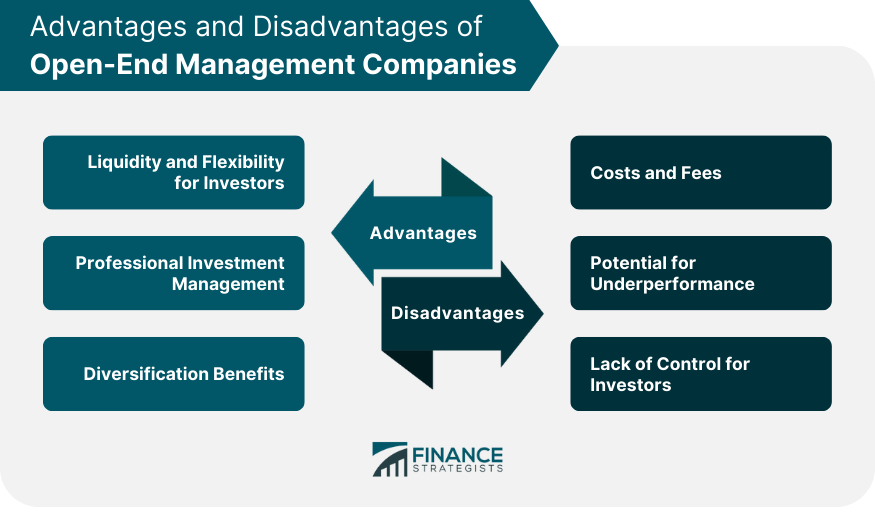 Advantages and Disadvantages of
Open-End Management Companies
Liquidity and Flexibility
for Investors
Professional Investment
Management
Diversification Benefits
Advantages
Disadvantages
Costs and Fees
Potential for
Underperformance
Lack of Control for
Investors
FINANCE
STRATEGISTS